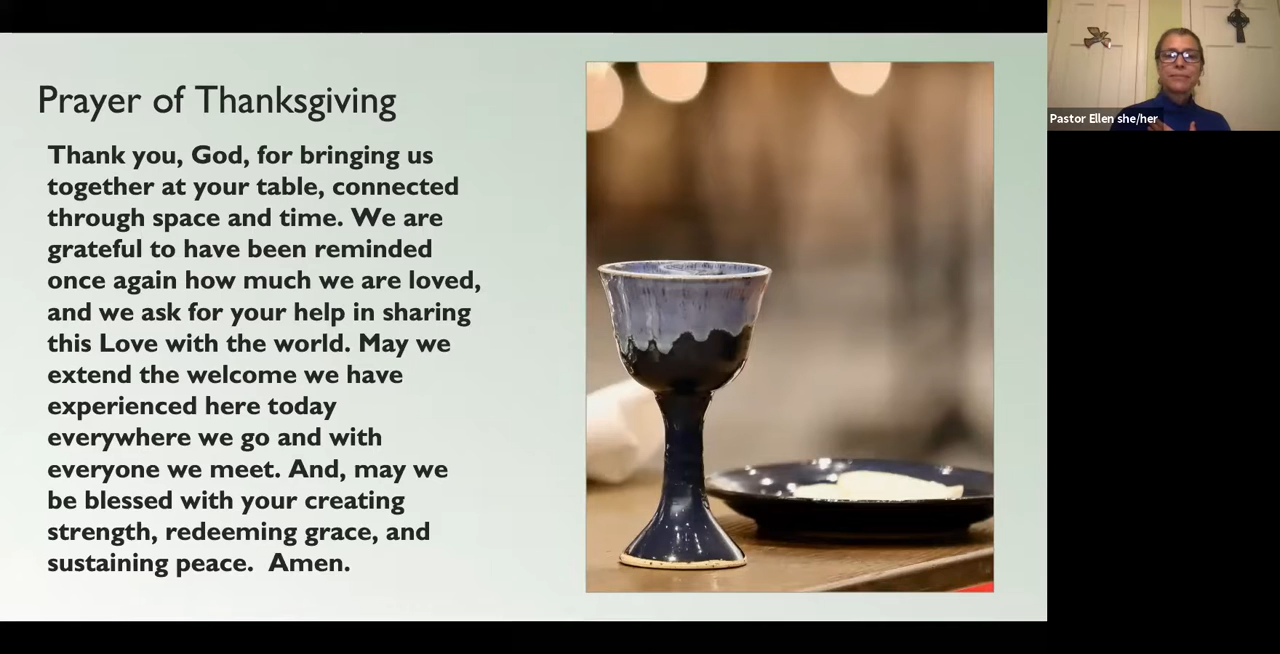 Prayer of Thanksgiving
Thank you, God, for bringing us
together at your table, connected
through space and time. We are
grateful to have been reminded
once again how much we are loved,
and we ask for your help in sharing
this Love with the world. May we
extend the welcome we have
experienced here today
everywhere we go and with
everyone we meet. And, may we
be blessed with your creating
strength, redeeming grace, and
sustaining peace.  Amen.
Pastor Ellen she/her